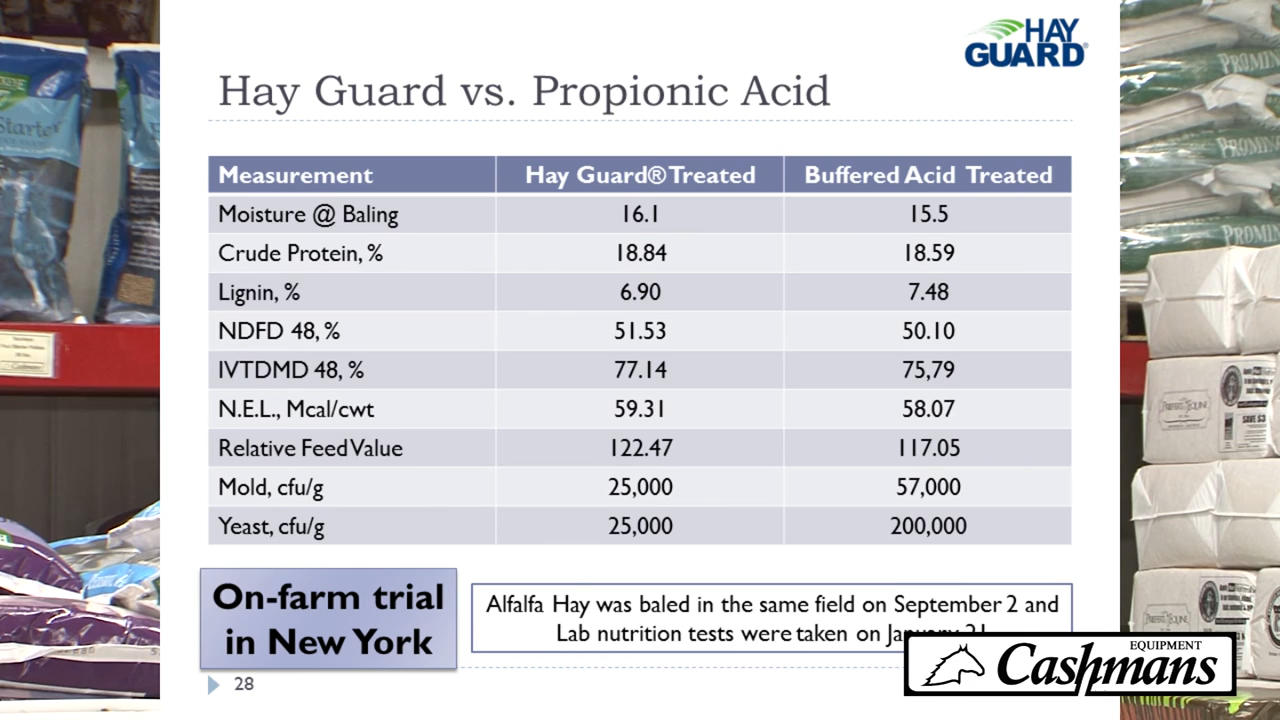 HAY
GUARD®
Hay Guard vs. Propionic Acid
Measurement Hay Guard® Treated Buffered Acid Treated
Moisture @ Baling 16.1 15.5
Crude Protein, % 18.84 18.59
Lignin, % 6.90 7.48
NDFD 48, % 51.53 50.10
IVTDMD 48, % 77.14 75,79
N.E.L., Mcal/cwt 59.31 58.07
Relative Feed Value 122.47 117.05
Mold, cfu/g 25,000 57,000
Yeast, cfu/g 25,000 200,000
On-farm trial
in New York
Alfalfa Hay was baled in the same field on September 2 and
Lab nutrition tests were taken on January 21
28
EQUIPMENT
Cashmans
Starter
SAVE $3